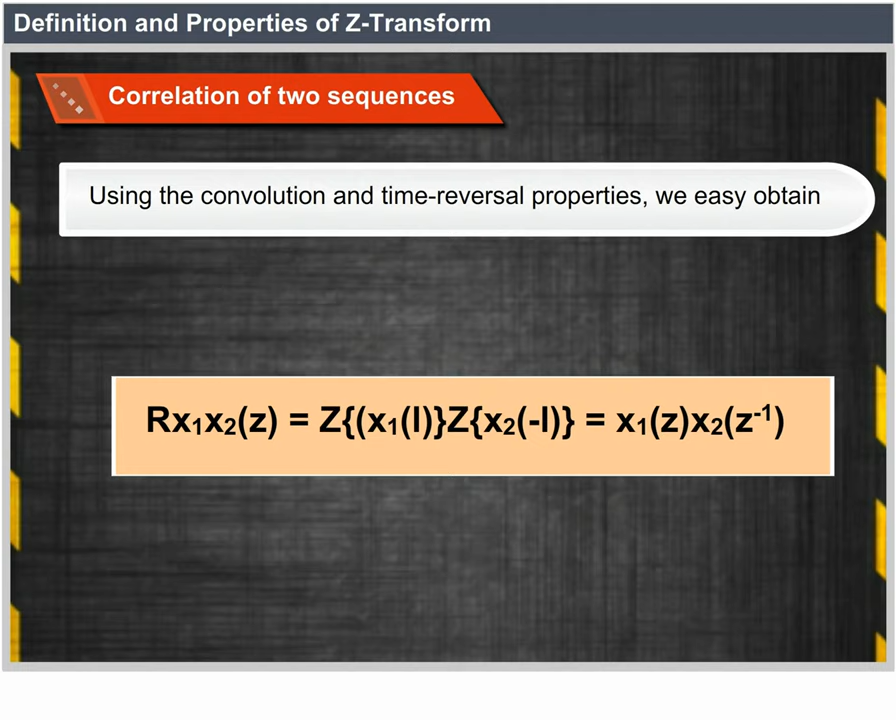 Definition and Properties of Z-Transform
Correlation of two sequences
Using the convolution and time-reversal properties, we easy obtain
Rx₁x₂(z) = Z{(x₁(l)}Z{x₂(-l)} = x₁(z)x₂(z⁻¹)